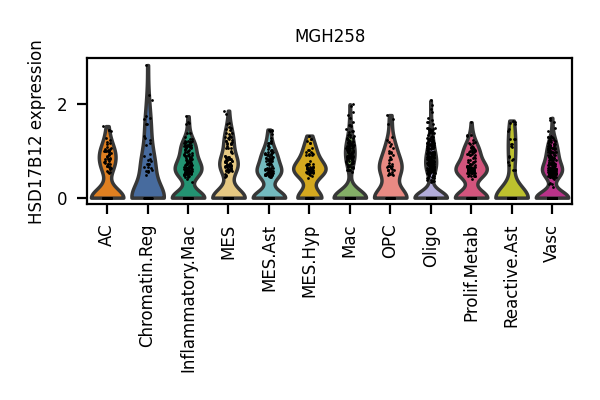 MGH258
HSD17B12 expression
2
0
AC
Chromatin.Reg
Inflammatory.Mac
MES
MES.Ast
MES.Hyp
Mac
OPC
Oligo
Prolif.Metab
Reactive.Ast
Vasc